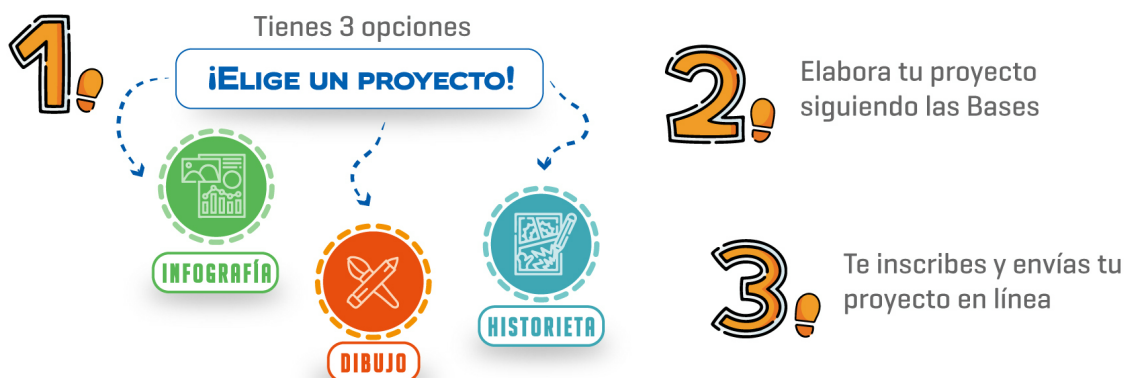 1.
Tienes 3 opciones
¡ELIGE UN PROYECTO!
INFOGRAFÍA
DIBUJO
HISTORIETA
2.
Elabora tu proyecto
siguiendo las Bases
3.
Te inscribes y envías tu
proyecto en línea